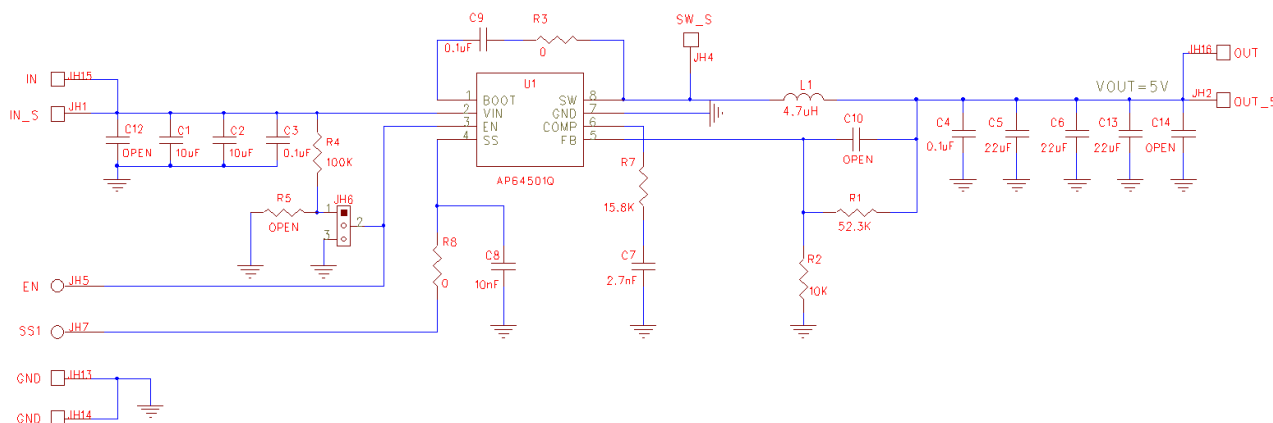 C9
R3
0.1uF
0
SW_S
JH4
IN
JH15
IN_S
JH1
C12
OPEN
C1
10uF
C2
10uF
C3
0.1uF
R4
100K
R5
OPEN
JH6
1
2
3
U1
1 BOOT
2 VIN
3 EN
4 SS
SW 8
GND 7
COMP 6
FB 5
AP64501Q
L1
4.7uH
VOUT=5V
JH16 OUT
JH2
C10
OPEN
R1
52.3K
R2
10K
R7
15.8K
C7
2.7nF
R8
0
C8
10nF
C4
0.1uF
C5
22uF
C6
22uF
C13
22uF
C14
OPEN
EN
JH5
SS1
JH7
GND
JH13
GND
JH14